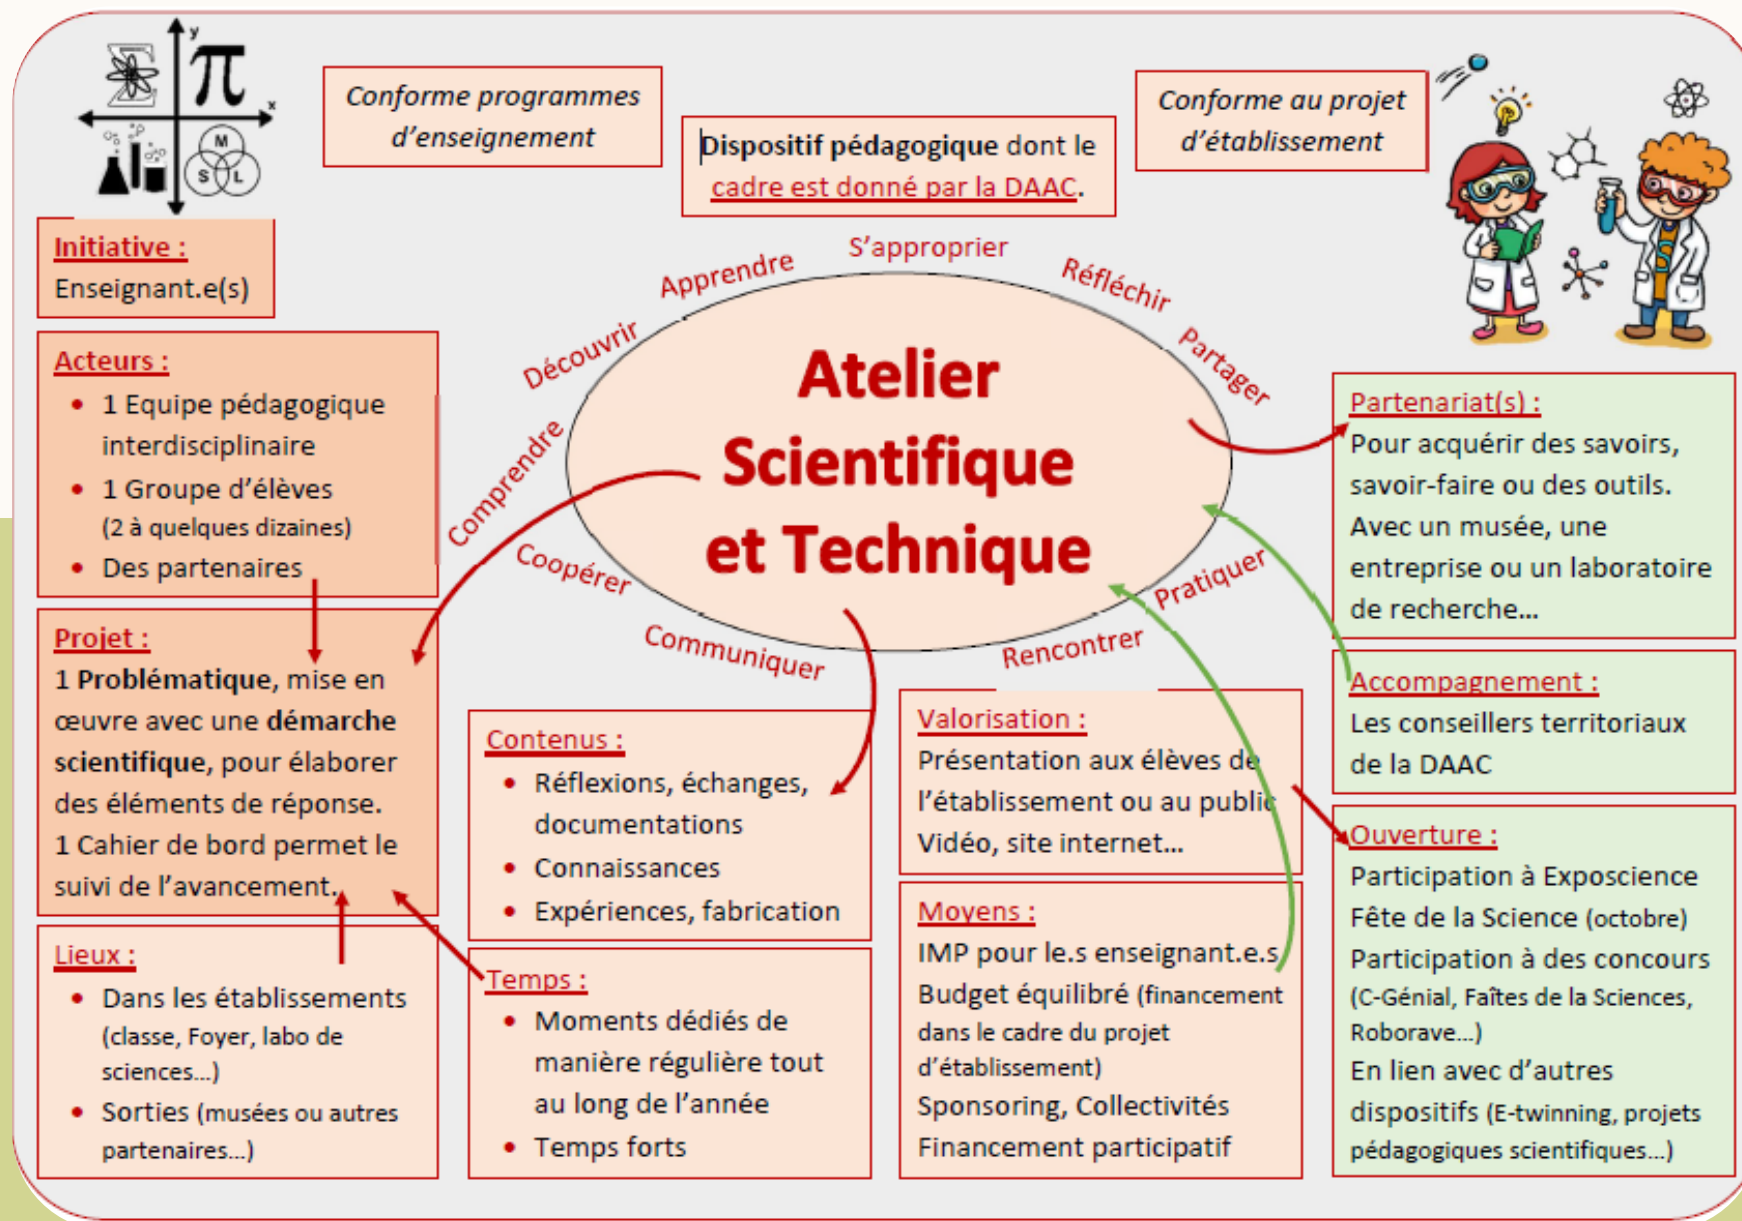 y
π
x
M
S
L
Conforme programmes
d’enseignement
Dispositif pédagogique dont le
cadre est donné par la DAAC.
Conforme au projet
d’établissement
Initiative :
Enseignant.e(s)
Acteurs :
• 1 Equipe pédagogique
interdisciplinaire
• 1 Groupe d’élèves
(2 à quelques dizaines)
• Des partenaires
Projet :
1 Problématique, mise en
œuvre avec une démarche
scientifique, pour élaborer
des éléments de réponse.
1 Cahier de bord permet le
suivi de l’avancement.
Lieux :
• Dans les établissements
(classe, Foyer, labo de
sciences…)
• Sorties (musées ou autres
partenaires…)
Comprendre
Découvrir
Apprendre
S’approprier
Réfléchir
Partager
Atelier
Scientifique
et Technique
Coopérer
Communiquer
Rencontrer
Pratiquer
Contenus :
• Réflexions, échanges,
documentations
• Connaissances
• Expériences, fabrication
Temps :
• Moments dédiés de
manière régulière tout
au long de l’année
• Temps forts
Valorisation :
Présentation aux élèves de
l’établissement ou au public
Vidéo, site internet…
Moyens :
IMP pour le.s enseignant.e.s
Budget équilibré (financement
dans le cadre du projet
d’établissement)
Sponsoring, Collectivités
Financement participatif
Partenariat(s) :
Pour acquérir des savoirs,
savoir-faire ou des outils.
Avec un musée, une
entreprise ou un laboratoire
de recherche…
Accompagnement :
Les conseillers territoriaux
de la DAAC
Ouverture :
Participation à Exposcience
Fête de la Science (octobre)
Participation à des concours
(C-Génial, Faîtes de la Sciences,
Roborave…)
En lien avec d’autres
dispositifs (E-twinning, projets
pédagogiques scientifiques…)